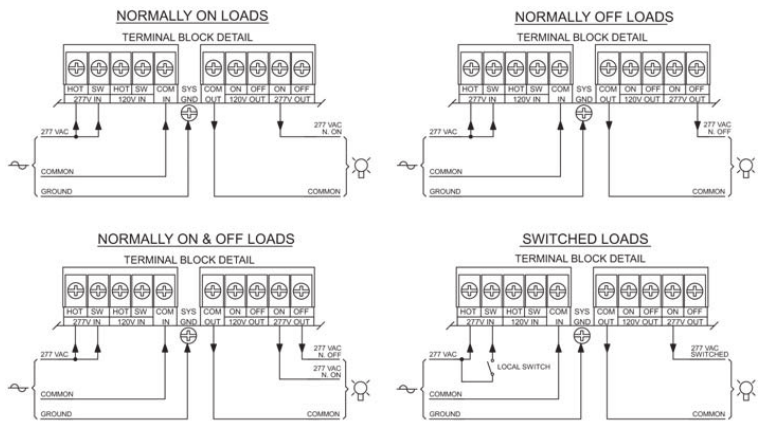 NORMALLY ON LOADS
TERMINAL BLOCK DETAIL
HOT SW HOT SW COM SYS COM ON OFF ON OFF
277V IN 120V IN IN GND OUT 120V OUT 277V OUT
277 VAC
277 VAC
N. ON
COMMON
GROUND
COMMON
NORMALLY OFF LOADS
TERMINAL BLOCK DETAIL
HOT SW HOT SW COM SYS COM ON OFF ON OFF
277V IN 120V IN IN GND OUT 120V OUT 277V OUT
277 VAC
277 VAC
N. OFF
COMMON
GROUND
COMMON
NORMALLY ON & OFF LOADS
TERMINAL BLOCK DETAIL
HOT SW HOT SW COM SYS COM ON OFF ON OFF
277V IN 120V IN IN GND OUT 120V OUT 277V OUT
277 VAC
277 VAC
N. OFF
277 VAC
N. ON
COMMON
GROUND
COMMON
SWITCHED LOADS
TERMINAL BLOCK DETAIL
HOT SW HOT SW COM SYS COM ON OFF ON OFF
277V IN 120V IN IN GND OUT 120V OUT 277V OUT
277 VAC
277 VAC
SWITCHED
LOCAL SWITCH
COMMON
GROUND
COMMON